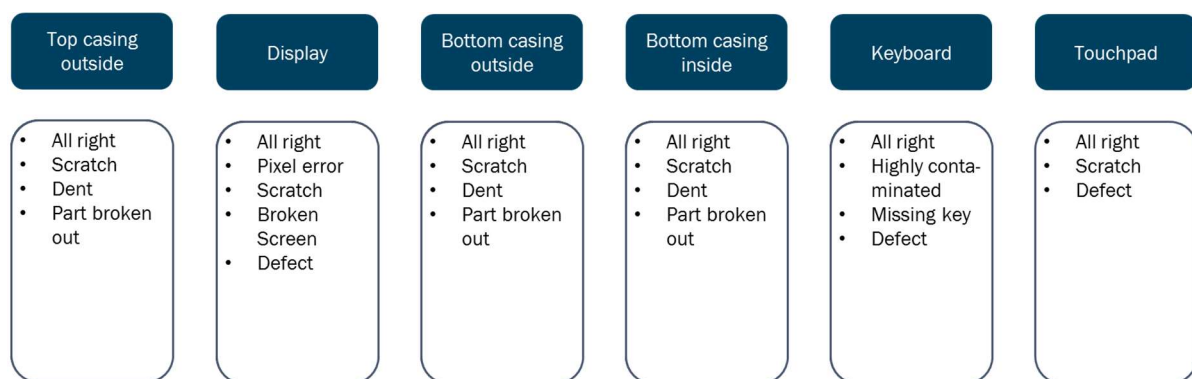 Top casing
outside
• All right
• Scratch
• Dent
• Part broken
out
Display
• All right
• Pixel error
• Scratch
• Broken
Screen
• Defect
Bottom casing
outside
• All right
• Scratch
• Dent
• Part broken
out
Bottom casing
inside
• All right
• Scratch
• Dent
• Part broken
out
Keyboard
• All right
• Highly conta-
minated
• Missing key
• Defect
Touchpad
• All right
• Scratch
• Defect